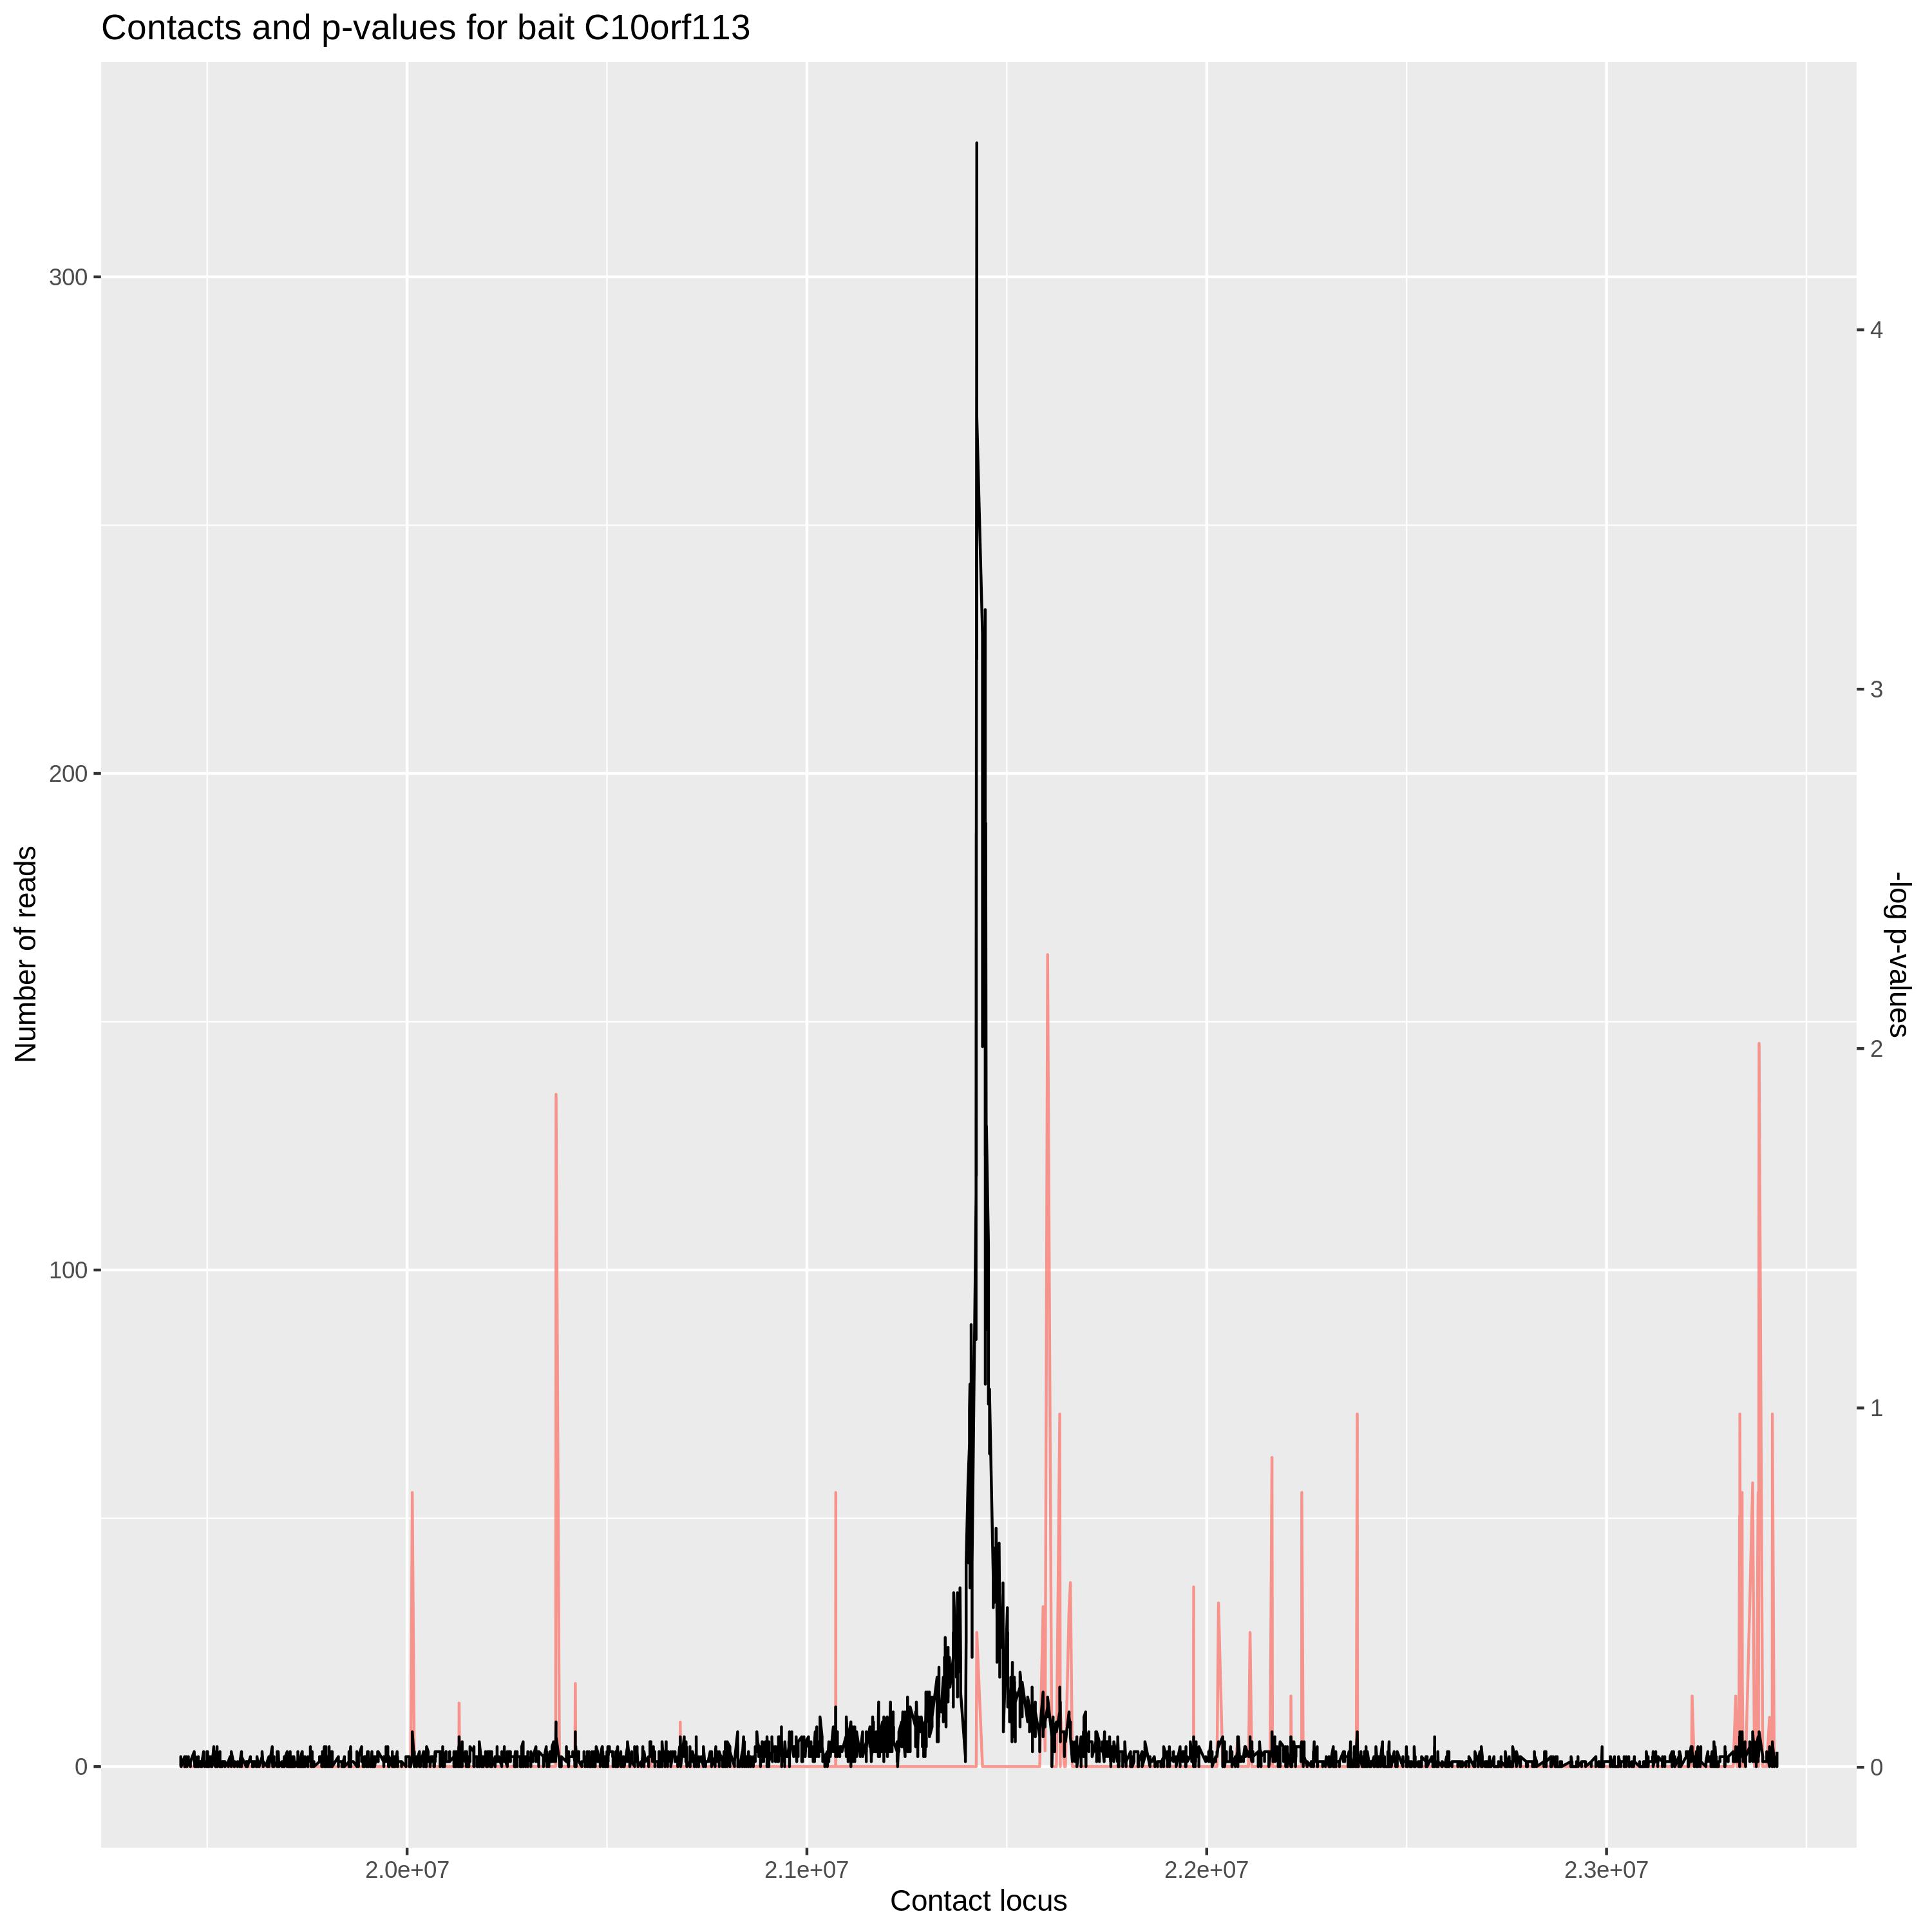 Contacts and p-values for bait C10orf113
300
200
100
0
4
3
2
1
0
Number of reads
-log p-values
2.0e+07 2.1e+07 2.2e+07 2.3e+07
Contact locus